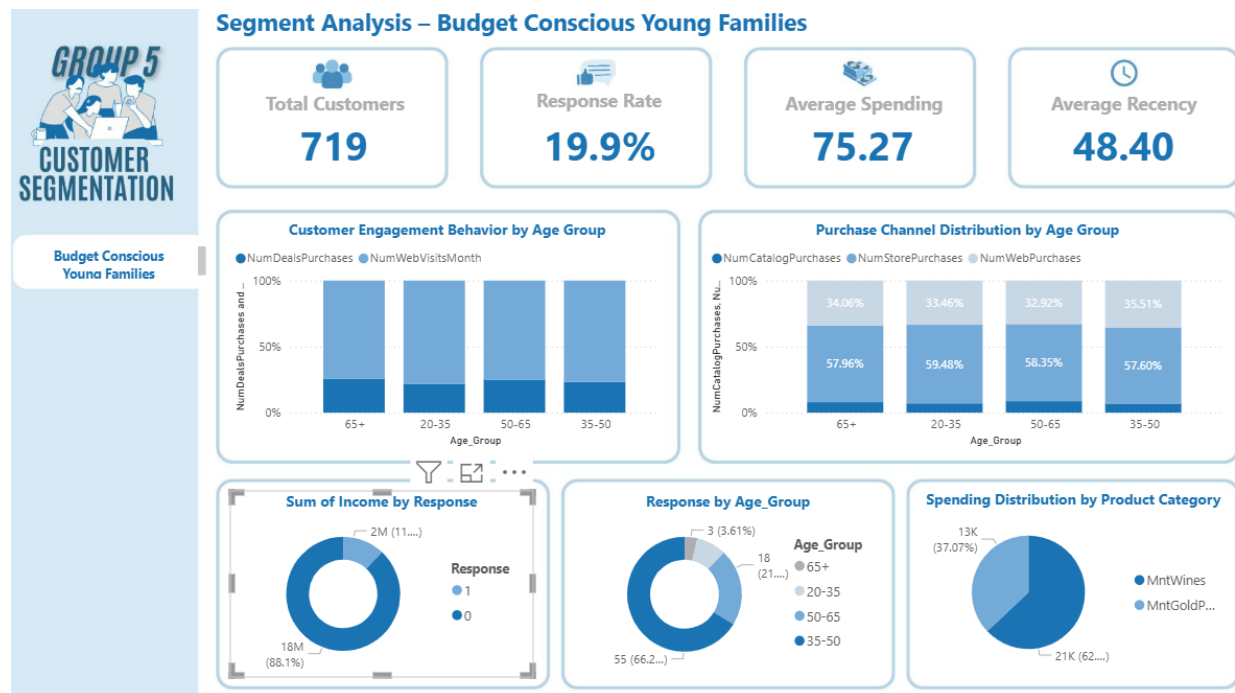 Segment Analysis – Budget Conscious Young Families
GROUP 5
CUSTOMER
SEGMENTATION
Budget Conscious
Young Families
Total Customers
719
Response Rate
19.9%
Average Spending
75.27
Average Recency
48.40
Customer Engagement Behavior by Age Group
NumDealsPurchases NumWebVisitsMonth
NumDealsPurchases and ...
100%
50%
0%
65+ 20-35 50-65 35-50
Age_Group
Purchase Channel Distribution by Age Group
NumCatalogPurchases NumStorePurchases NumWebPurchases
NumCatalogPurchases, Nu...
100%
34.06% 33.46% 32.92% 35.51%
50%
57.96% 59.48% 58.35% 57.60%
0%
65+ 20-35 50-65 35-50
Age_Group
Sum of Income by Response
2M (11....)
18M
(88.1%)
Response
1
0
Response by Age_Group
3 (3.61%)
18
(21....)
55 (66.2...)
Age_Group
65+
20-35
50-65
35-50
Spending Distribution by Product Category
13K
(37.07%)
21K (62....)
MntWines
MntGoldP...